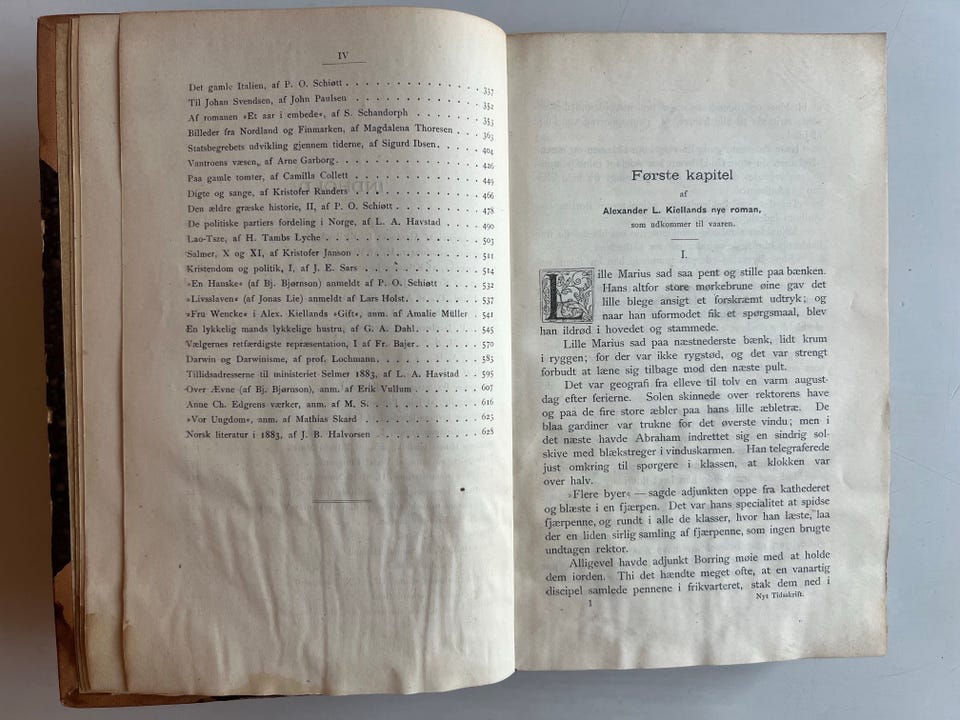 IV
Det gamle Italien, af P. O. Schiøtt . . . . . . . . . . . . . . . 337
Til Johan Svendsen, af John Paulsen . . . . . . . . . . . . . . 352
Af romanen »Et aar i embede«, af S. Schandorph . . . . . . . . 353
Billeder fra Nordland og Finmarken, af Magdalena Thoresen . . . . 363
Statsbegrebets udvikling gjennem tiderne, af Sigurd Ibsen. . . . . . 404
Vantroens væsen, af Arne Garborg. . . . . . . . . . . . . . . . 426
Paa gamle tomter, af Camilla Collett . . . . . . . . . . . . . . . 449
Digte og sange, af Kristofer Randers . . . . . . . . . . . . . . . 466
Den ældre græske historie, II, af P. O. Schiøtt . . . . . . . . . . 478
De politiske partiers fordeling i Norge, af L. A. Havstad . . . . . 490
Lao-Tsze, af H. Tambs Lyche . . . . . . . . . . . . . . . . . 503
Salmer, X og XI, af Kristofer Janson . . . . . . . . . . . . . . . 511
Kristendom og politik, I, af J. E. Sars . . . . . . . . . . . . . . 514
»En Hanske« (af Bj. Bjørnson) anmeldt af P. O. Schiøtt . . . . . . 532
»Livsslaven« (af Jonas Lie) anmeldt af Lars Holst. . . . . . . . . . 537
»Fru Wencke« i Alex. Kiellands »Gift«, anm. af Amalie Müller . . 541
En lykkelig mands lykkelige hustru, af G. A. Dahl. . . . . . . . . 545
Vælgernes retfærdigste repræsentation, I af Fr. Bajer. . . . . . . . . 570
Darwin og Darwinisme, af prof. Lochmann. . . . . . . . . . . . 583
Tillidsadresserne til ministeriet Selmer 1883, af L. A. Havstad . . 595
Over Ævne (af Bj. Bjørnson), anm. af Erik Vullum . . . . . . . . 607
Anne Ch. Edgrens værker, anm. af M. S. . . . . . . . . . . . . 616
»Vor Ungdom«, anm. af Mathias Skard . . . . . . . . . . . . . 623
Norsk literatur i 1883, af J. B. Halvorsen . . . . . . . . . . . . . 628
Første kapitel
af
Alexander L. Kiellands nye roman,
som udkommer til vaaren.
I.
Lille Marius sad saa pent og stille paa bænken.
Hans altfor store mørkebrune øine gav det
lille blege ansigt et forskræmt udtryk; og
naar han uformodet fik et spørgsmaal, blev
han ildrød i hovedet og stammede.
Lille Marius sad paa næstnederste bænk, lidt krum
i ryggen; for der var ikke rygstød, og det var strengt
forbudt at læne sig tilbage mod den næste pult.
Det var geografi fra elleve til tolv en varm august-
dag efter ferierne. Solen skinnede over rektorens have
og paa de fire store æbler paa hans lille æbletræ. De
blaa gardiner var trukne for det øverste vindu; men i
det næste havde Abraham indrettet sig en sindrig sol-
skive med blækstreger i vinduskarmen. Han telegraferede
just omkring til spørgere i klassen, at klokken var
over halv.
»Flere byer« — sagde adjunkten oppe fra kathederet
og blæste i en fjærpen. Det var hans specialitet at spidse
fjærpenne, og rundt i alle de klasser, hvor han læste, laa
der en liden sirlig samling af fjærpenne, som ingen brugte
undtagen rektor.
Alligevel havde adjunkt Borring møie med at holde
dem iorden. Thi det hændte meget ofte, at en vanartig
discipel samlede pennene i frikvarteret, stak dem ned i
1 Nyt Tidsskrift.